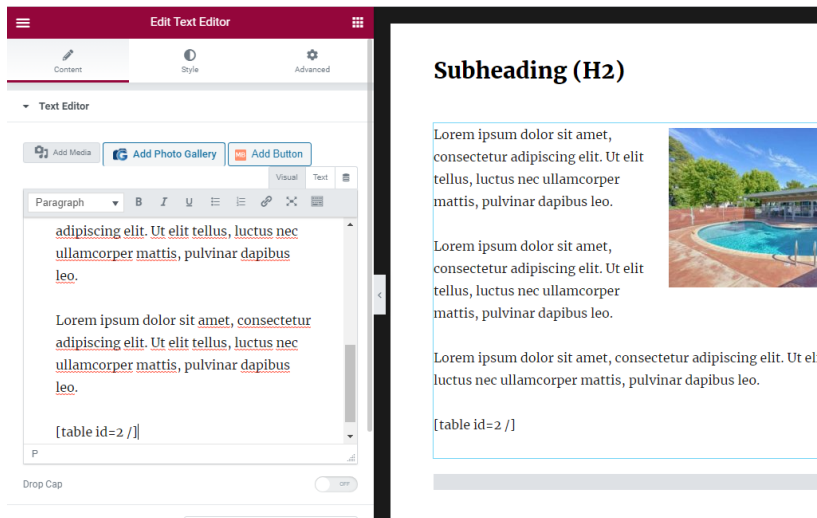 Edit Text Editor
Content
Style
Advanced
Text Editor
Add Media
Add Photo Gallery
Add Button
Visual
Text
Paragraph
B
I
U
adipiscing elit. Ut elit tellus, luctus nec
ullamcorper mattis, pulvinar dapibus
leo.
Lorem ipsum dolor sit amet, consectetur
adipiscing elit. Ut elit tellus, luctus nec
ullamcorper mattis, pulvinar dapibus
leo.
[table id=2 /]
P
Drop Cap
OFF
Subheading (H2)
Lorem ipsum dolor sit amet,
consectetur adipiscing elit. Ut elit
tellus, luctus nec ullamcorper
mattis, pulvinar dapibus leo.
Lorem ipsum dolor sit amet,
consectetur adipiscing elit. Ut elit
tellus, luctus nec ullamcorper
mattis, pulvinar dapibus leo.
Lorem ipsum dolor sit amet, consectetur adipiscing elit. Ut
luctus nec ullamcorper mattis, pulvinar dapibus leo.
[table id=2 /]